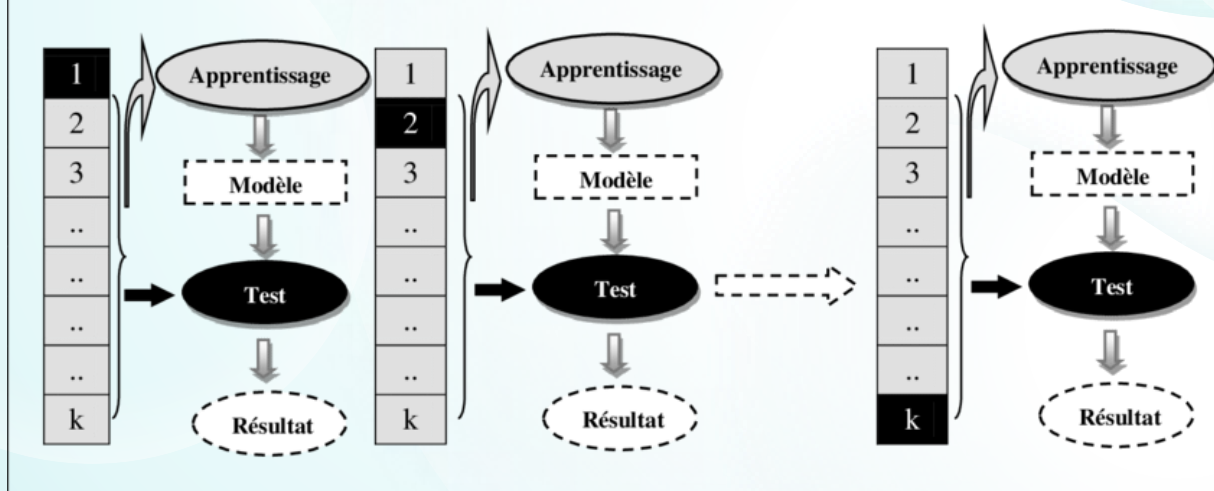 1
2
3
..
..
..
..
k
Apprentissage
Modèle
Test
Résultat
1
2
3
..
..
..
..
k
Apprentissage
Modèle
Test
Résultat
1
2
3
..
..
..
..
k
Apprentissage
Modèle
Test
Résultat